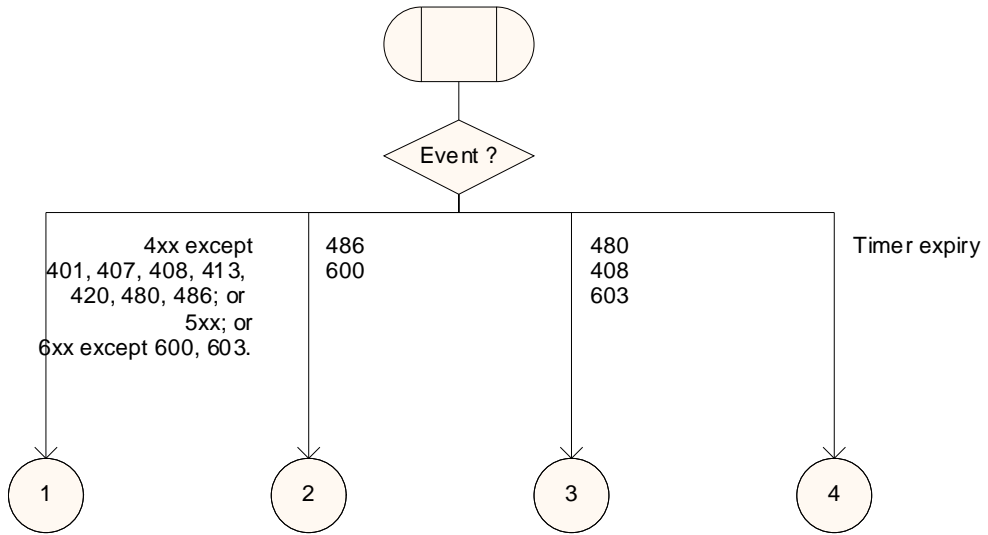 Event ?
4xx except
401, 407, 408, 413,
420, 480, 486; or
5xx; or
6xx except 600, 603.
486
600
480
408
603
Timer expiry
1
2
3
4